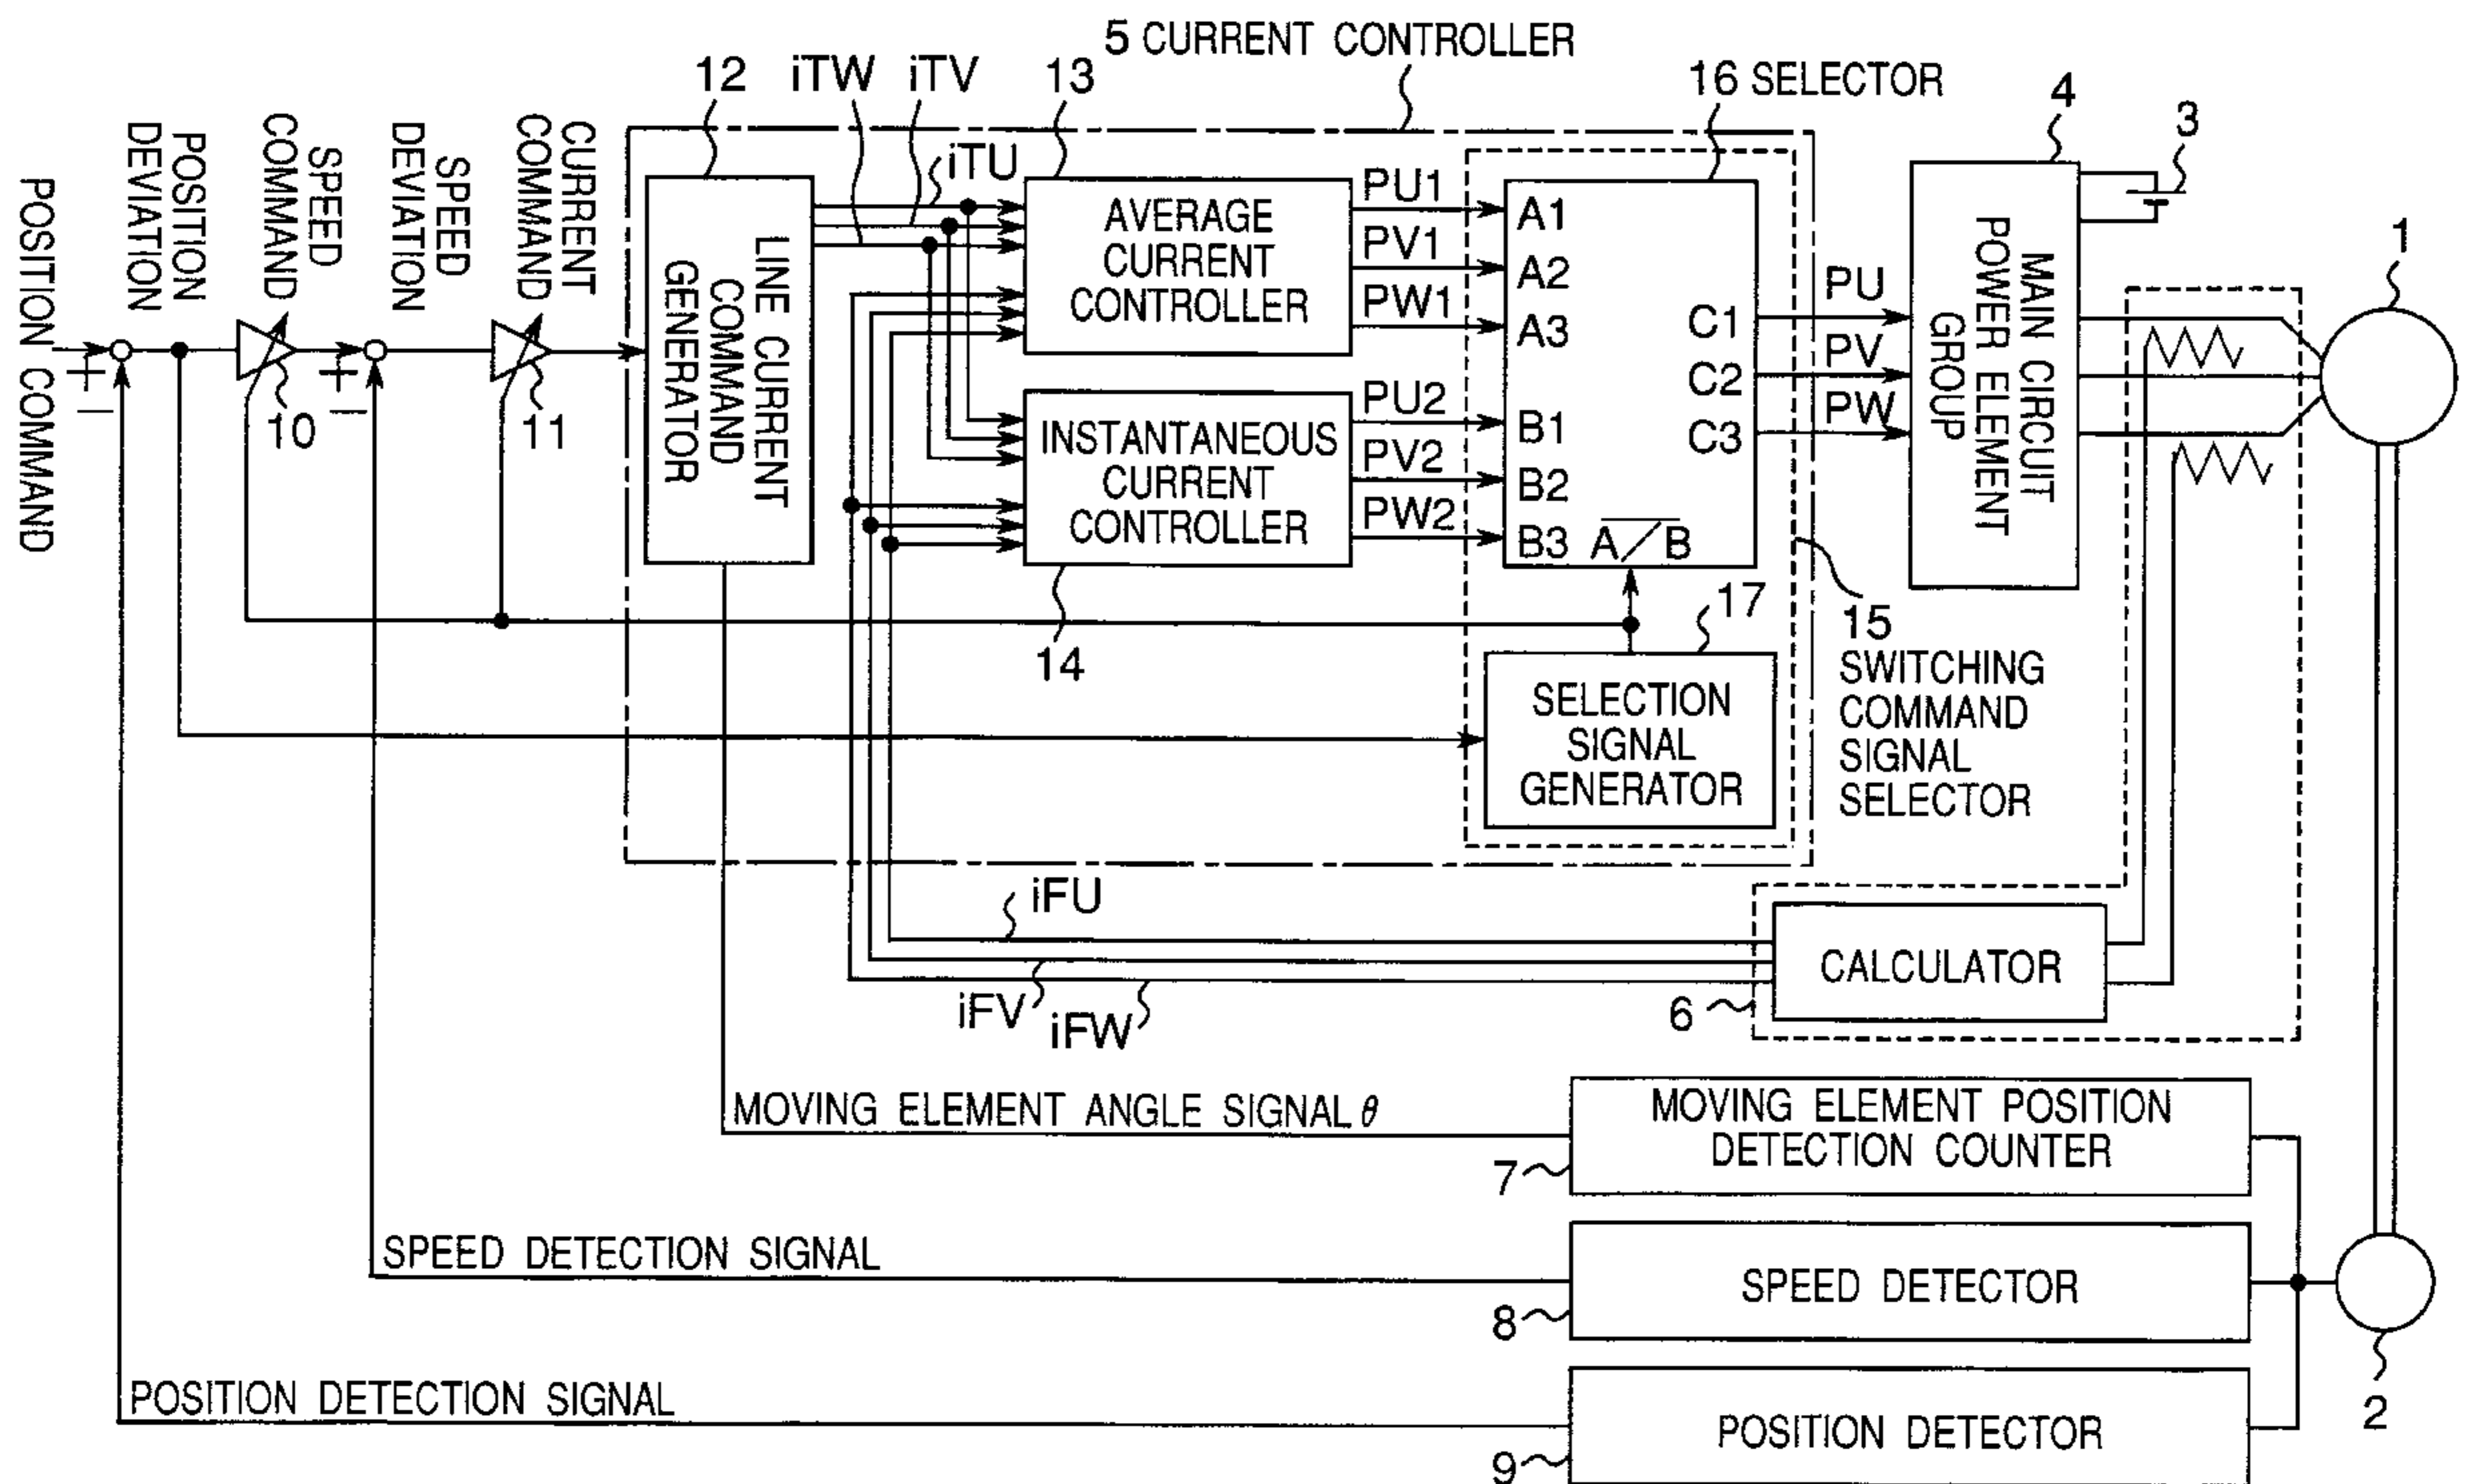 5 CURRENT CONTROLLER
12
iTW
iTV
13
16 SELECTOR
4
3
1
iTU
POSITION COMMAND
POSITION
DEVIATION
SPEED
COMMAND
SPEED
DEVIATION
CURRENT
COMMAND
+
−
10
+
−
11
LINE CURRENT
COMMAND
GENERATOR
AVERAGE
CURRENT
CONTROLLER
PU1
PV1
PW1
INSTANTANEOUS
CURRENT
CONTROLLER
14
PU2
PV2
PW2
A1
A2
A3
B1
B2
B3
A/B
C1
C2
C3
PU
PV
PW
MAIN CIRCUIT
POWER ELEMENT
GROUP
17
SELECTION
SIGNAL
GENERATOR
15
SWITCHING
COMMAND
SIGNAL
SELECTOR
iFU
iFV
iFW
CALCULATOR
6
MOVING ELEMENT ANGLE SIGNAL θ
MOVING ELEMENT POSITION
DETECTION COUNTER
7
SPEED DETECTION SIGNAL
SPEED DETECTOR
8
2
POSITION DETECTION SIGNAL
POSITION DETECTOR
9